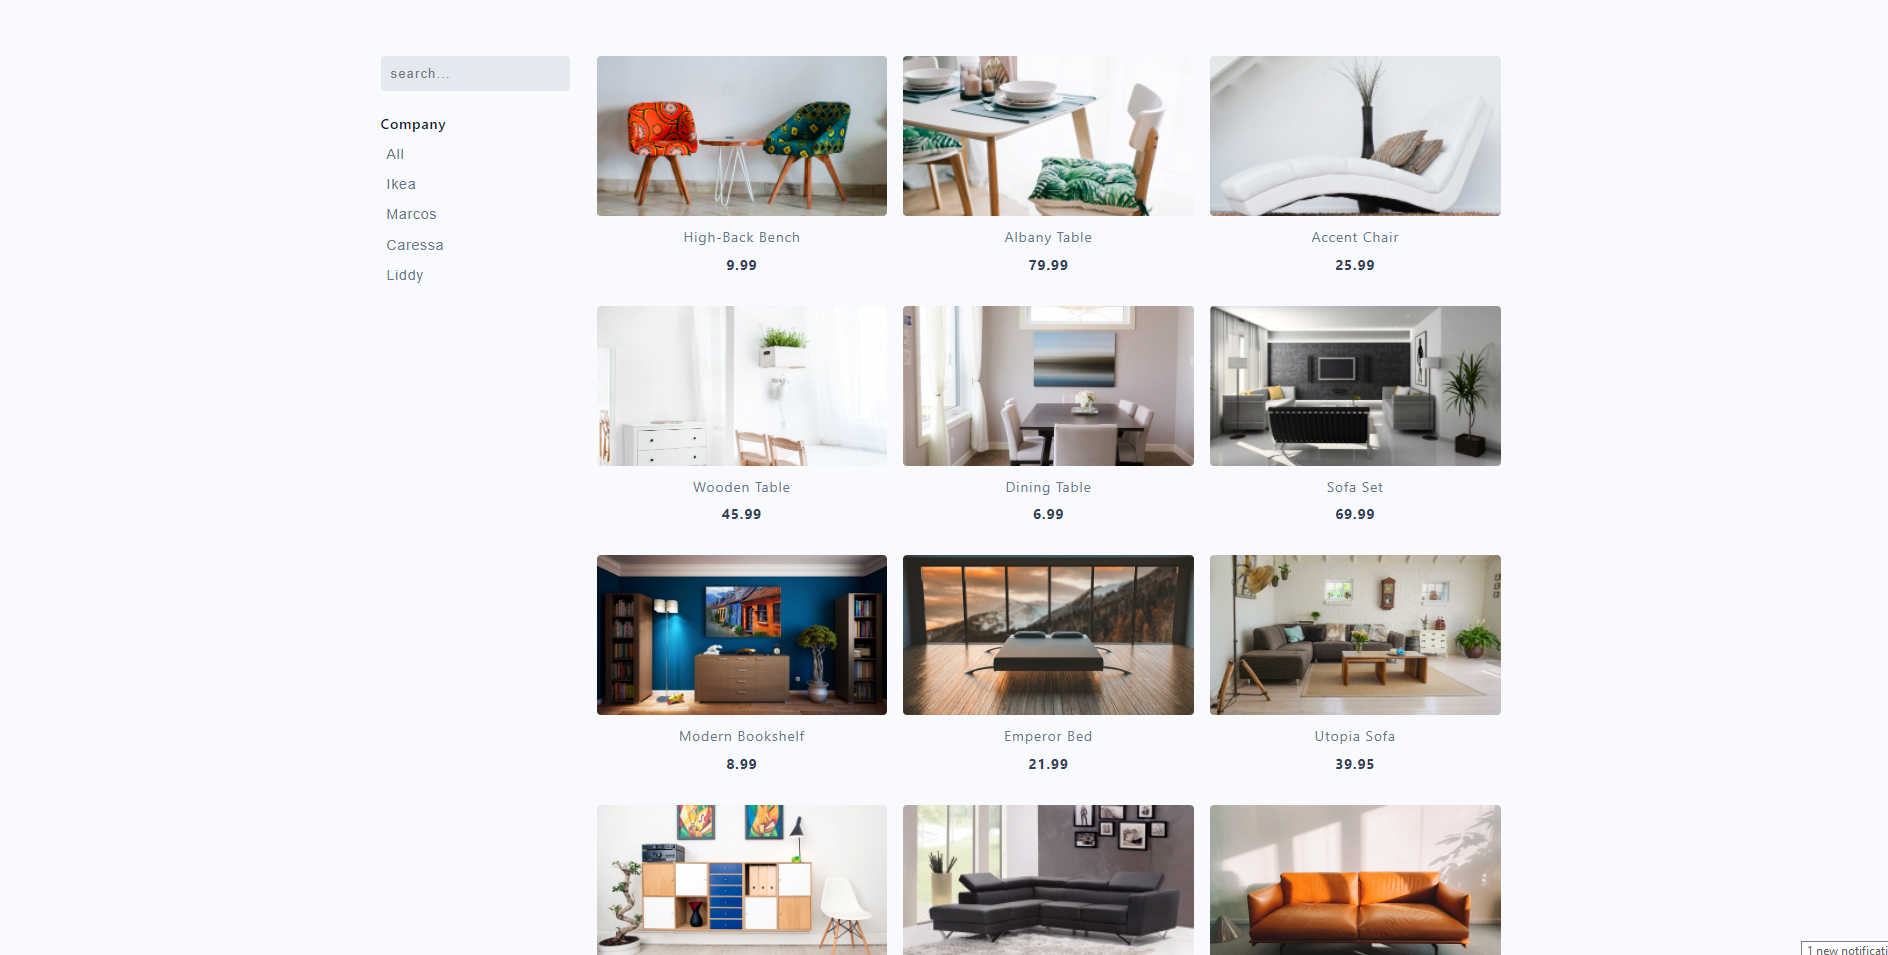 search...
Company
All
Ikea
Marcos
Caressa
Liddy
High-Back Bench
9.99
Albany Table
79.99
Accent Chair
25.99
Wooden Table
45.99
Dining Table
6.99
Sofa Set
69.99
Modern Bookshelf
8.99
Emperor Bed
21.99
Utopia Sofa
39.95
1 new notificati